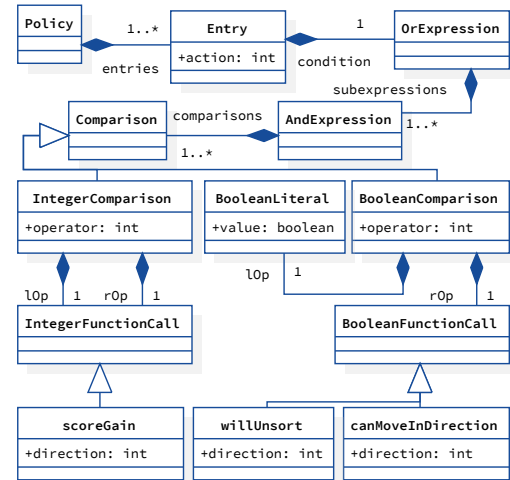 Policy
1..*
entries
Entry
+action: int
1
condition
OrExpression
subexpressions
Comparison
comparisons
1..*
AndExpression
1..*
IntegerComparison
+operator: int
BooleanLiteral
+value: boolean
BooleanComparison
+operator: int
lOp
1
rOp
1
lOp
1
rOp
1
IntegerFunctionCall
BooleanFunctionCall
scoreGain
+direction: int
willUnsort
+direction: int
canMoveInDirection
+direction: int